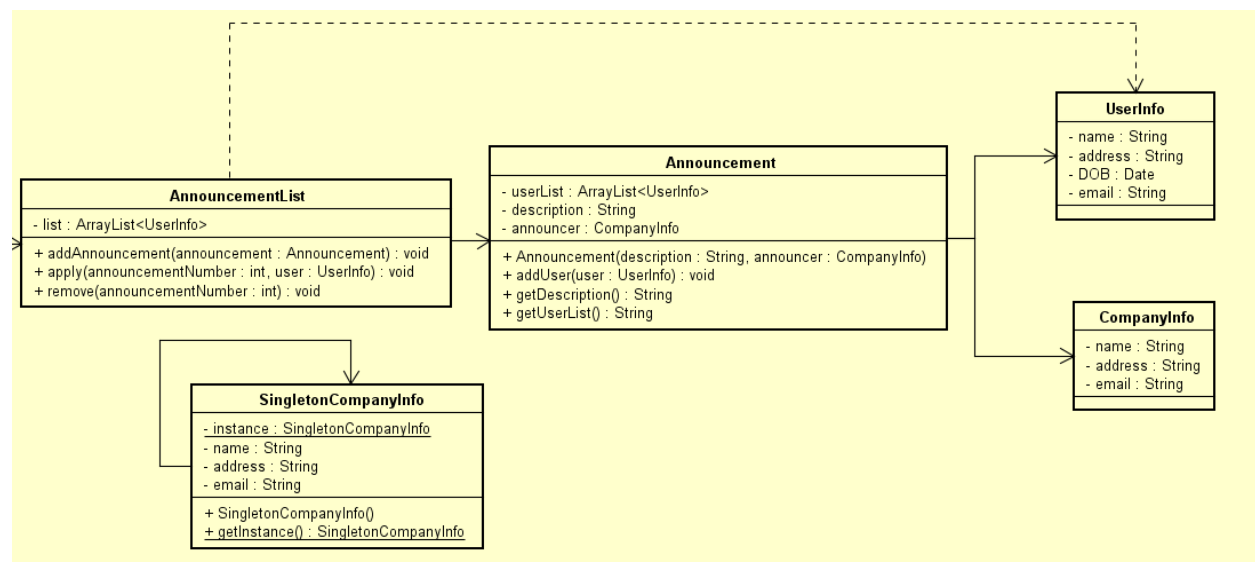 AnnouncementList
- list : ArrayList<UserInfo>
+ addAnnouncement(announcement : Announcement) : void
+ apply(announcementNumber : int, user : UserInfo) : void
+ remove(announcementNumber : int) : void
Announcement
- userList : ArrayList<UserInfo>
- description : String
- announcer : CompanyInfo
+ Announcement(description : String, announcer : CompanyInfo)
+ addUser(user : UserInfo) : void
+ getDescription() : String
+ getUserList() : String
UserInfo
- name : String
- address : String
- DOB : Date
- email : String
CompanyInfo
- name : String
- address : String
- email : String
SingletonCompanyInfo
- instance : SingletonCompanyInfo
- name : String
- address : String
- email : String
+ SingletonCompanyInfo()
+ getInstance() : SingletonCompanyInfo